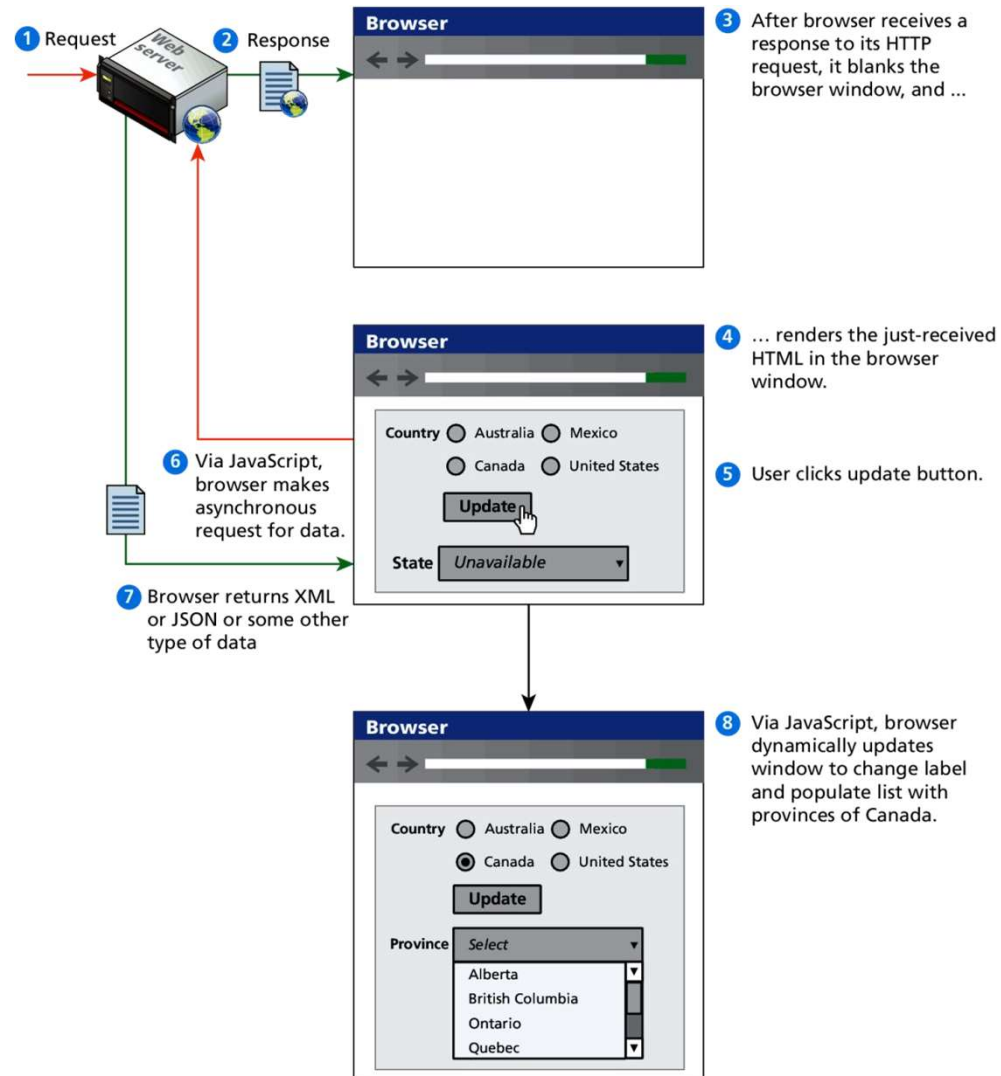 1 Request
Web
server
2 Response
Browser
3 After browser receives a
response to its HTTP
request, it blanks the
browser window, and ...
Browser
4 ... renders the just-received
HTML in the browser
window.
Country Australia Mexico
Canada United States
5 User clicks update button.
Update
State Unavailable
6 Via JavaScript,
browser makes
asynchronous
request for data.
7 Browser returns XML
or JSON or some other
type of data
Browser
8 Via JavaScript, browser
dynamically updates
window to change label
and populate list with
provinces of Canada.
Country Australia Mexico
Canada United States
Update
Province Select
Alberta
British Columbia
Ontario
Quebec